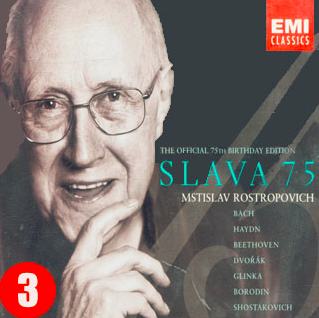 EMI
CLASSICS
THE OFFICIAL 75TH BIRTHDAY EDITION
SLAVA 75
MSTISLAV ROSTROPOVICH
BACH
HAYDN
BEETHOVEN
DVOŘÁK
GLINKA
BORODIN
SHOSTAKOVICH
3